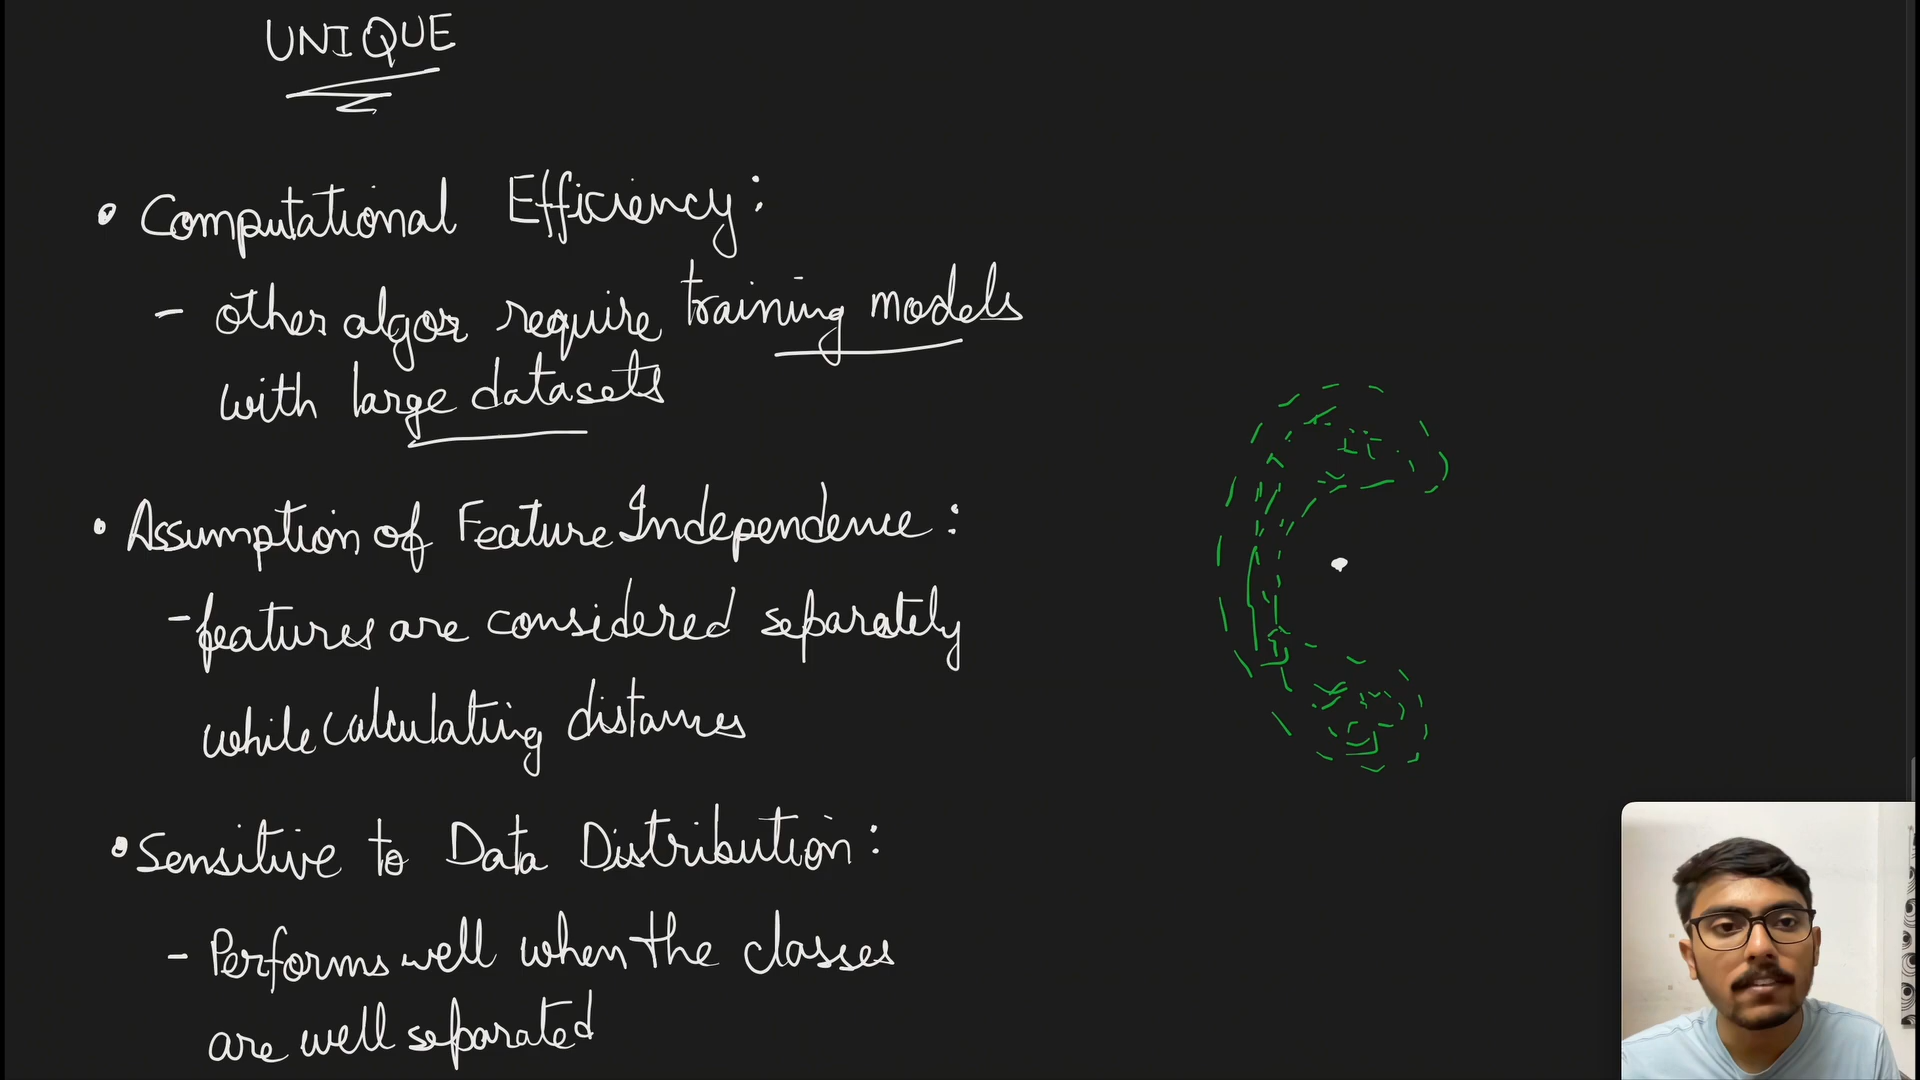 UNIQUE
• Computational Efficiency:
- other algos require training models
with large datasets
• Assumption of Feature Independence:
- features are considered separately
while calculating distances
• Sensitive to Data Distribution:
- Performs well when the classes
are well separated